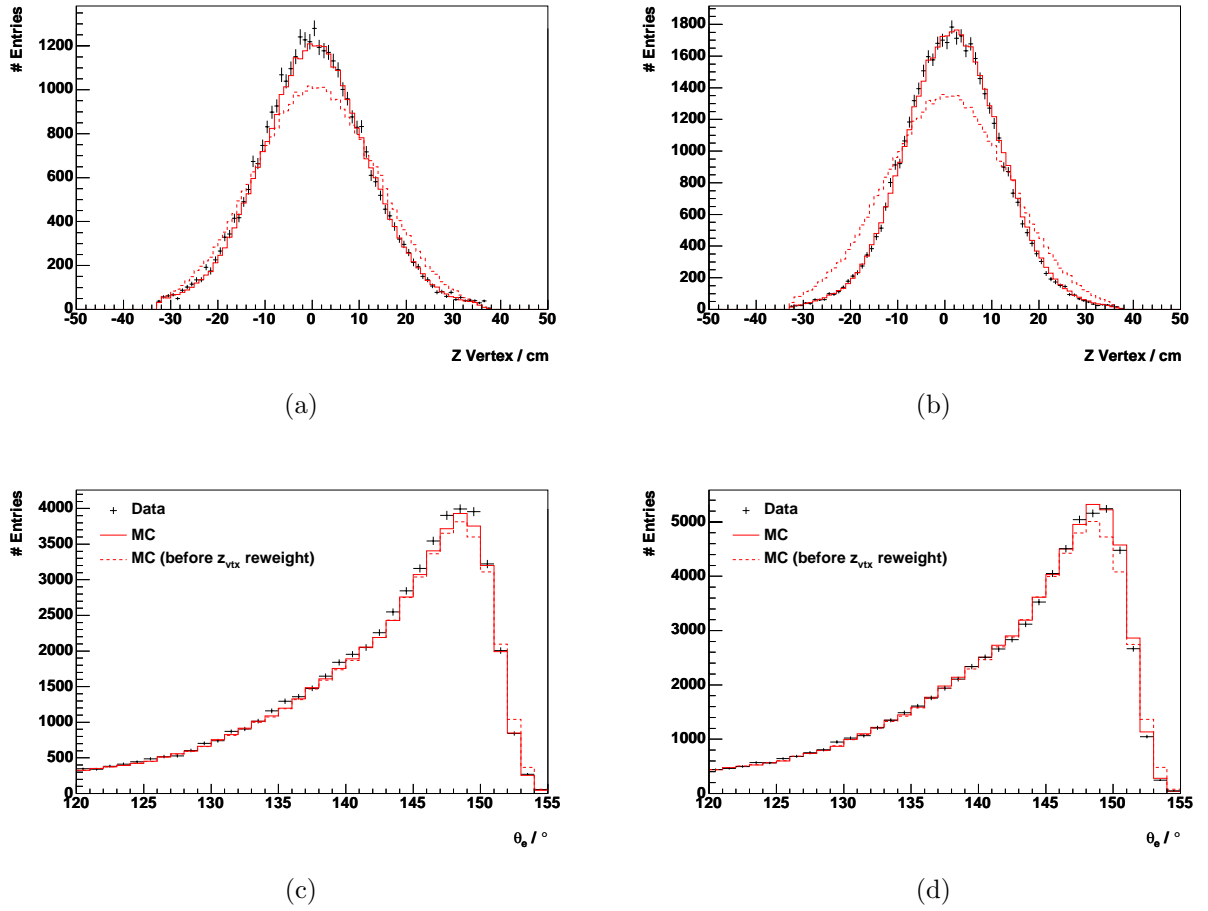 # Entries
1200
1000
800
600
400
200
0
-50 -40 -30 -20 -10 0 10 20 30 40 50
Z Vertex / cm
(a)
# Entries
1800
1600
1400
1200
1000
800
600
400
200
0
-50 -40 -30 -20 -10 0 10 20 30 40 50
Z Vertex / cm
(b)
# Entries
4000
3500
3000
2500
2000
1500
1000
500
0
Data
MC
MC (before z_vtx reweight)
120 125 130 135 140 145 150 155
θ_e / °
(c)
# Entries
5000
4000
3000
2000
1000
0
Data
MC
MC (before z_vtx reweight)
120 125 130 135 140 145 150 155
θ_e / °
(d)